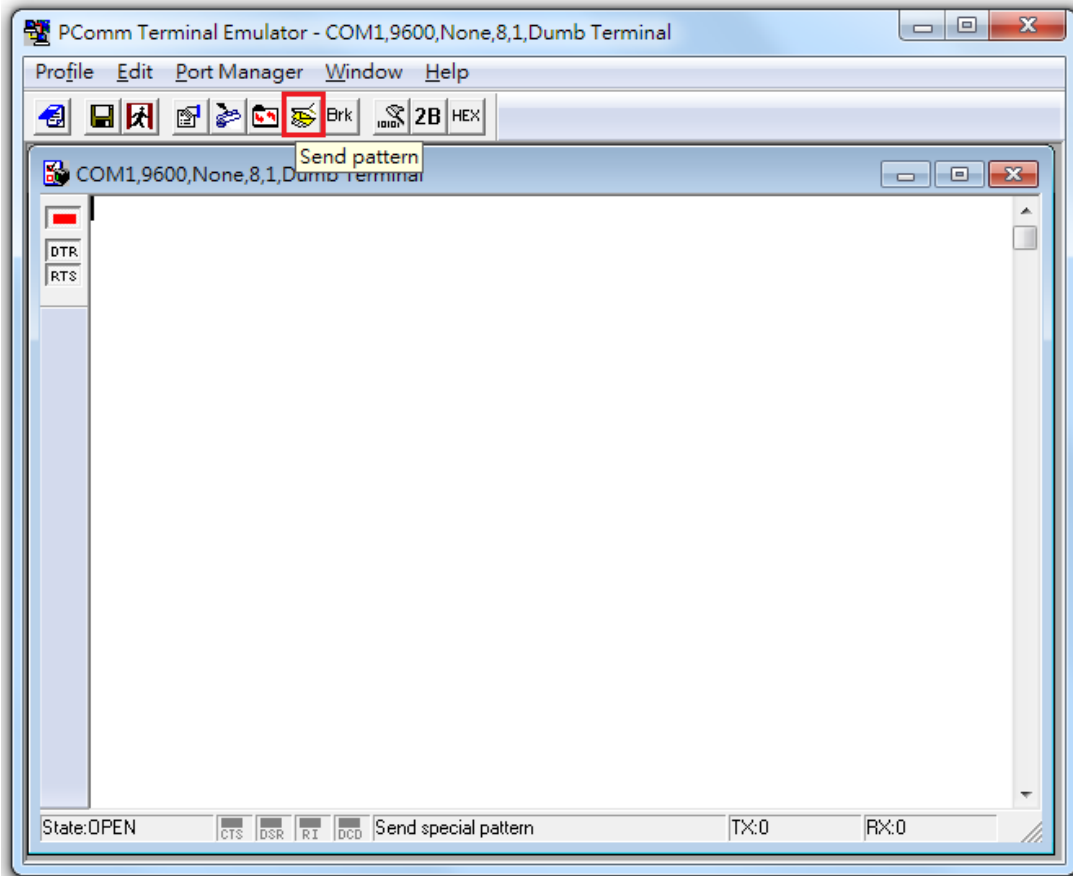 PComm Terminal Emulator - COM1,9600,None,8,1,Dumb Terminal
Profile Edit Port Manager Window Help
Brk 2B HEX
Send pattern
COM1,9600,None,8,1,Dumb Terminal
DTR
RTS
State:OPEN CTS DSR RI DCD Send special pattern TX:0 RX:0